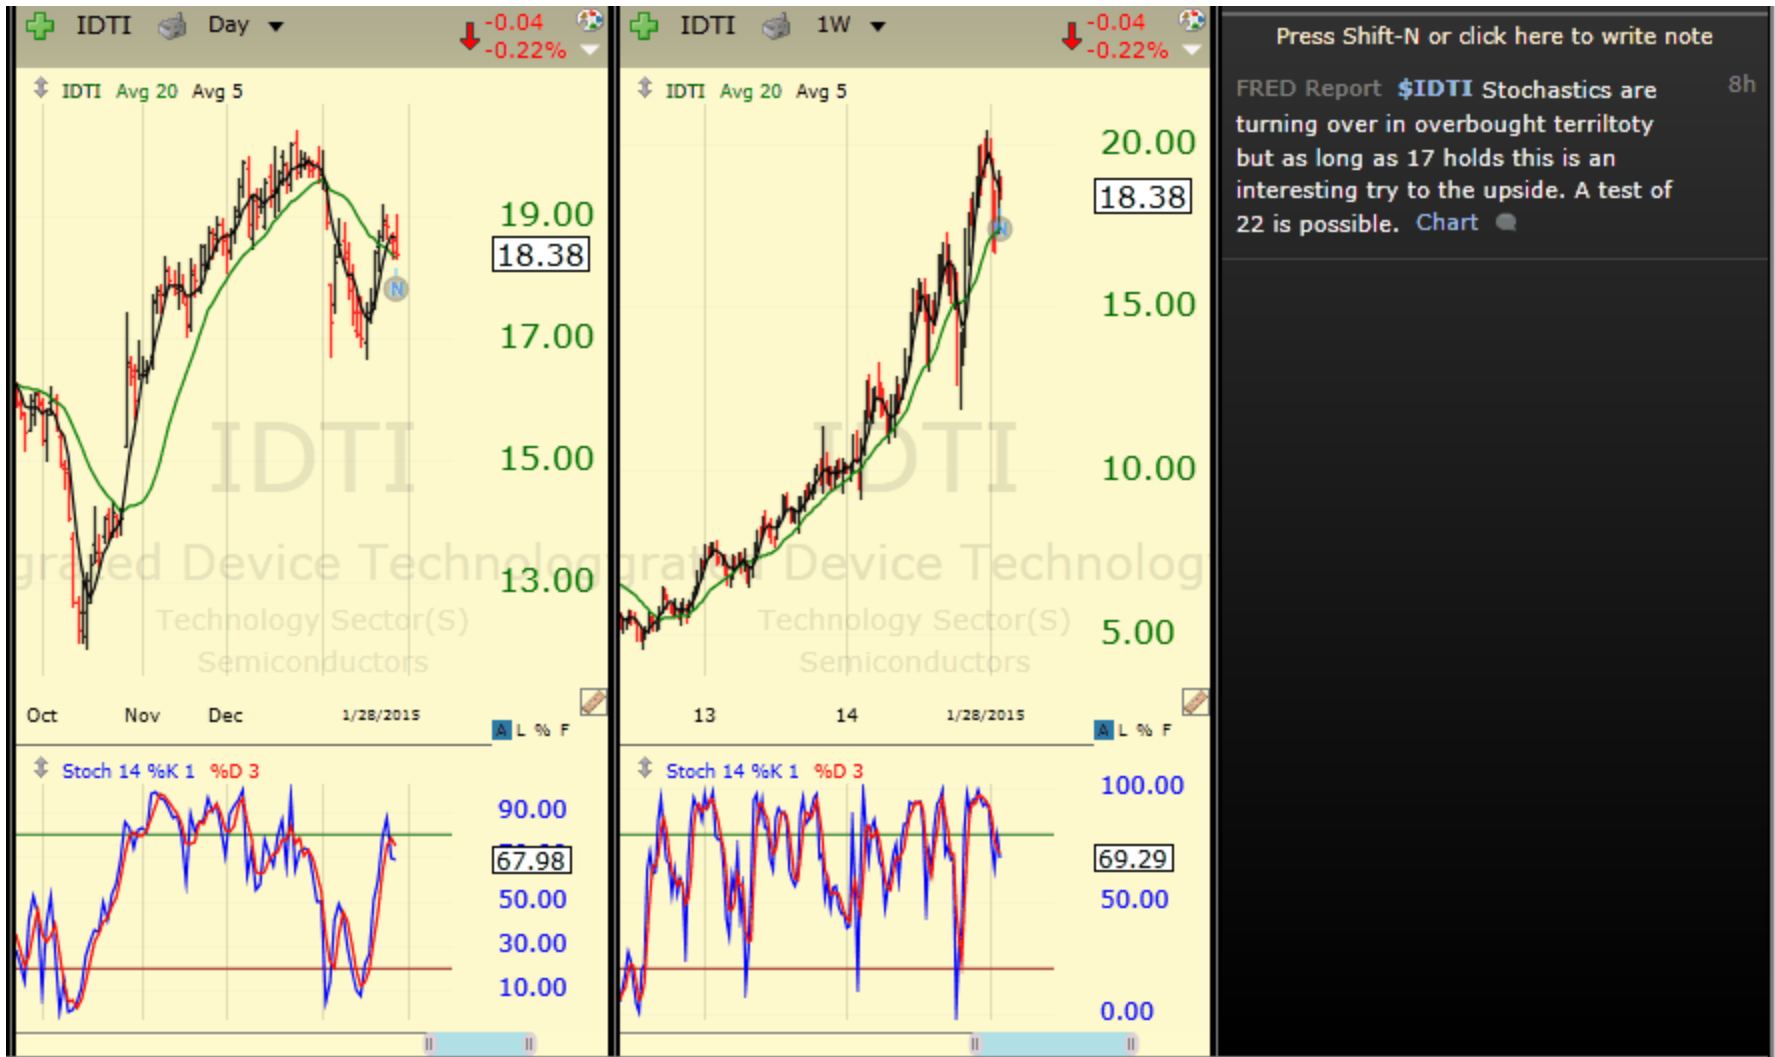 IDTI Day -0.04
-0.22%
IDTI Avg 20 Avg 5
19.00
18.38
N
17.00
IDTI
15.00
grated Device Technolog
13.00
Technology Sector(S)
Semiconductors
Oct Nov Dec 1/28/2015
A L % F
Stoch 14 %K 1 %D 3
90.00
67.98
50.00
30.00
10.00
IDTI 1W -0.04
-0.22%
IDTI Avg 20 Avg 5
20.00
18.38
N
15.00
IDTI
10.00
Device Technolog
5.00
Technology Sector(S)
Semiconductors
13 14 1/28/2015
A L % F
Stoch 14 %K 1 %D 3
100.00
69.29
50.00
0.00
Press Shift-N or click here to write note
FRED Report $IDTI Stochastics are 8h
turning over in overbought terriltoty
but as long as 17 holds this is an
interesting try to the upside. A test of
22 is possible. Chart